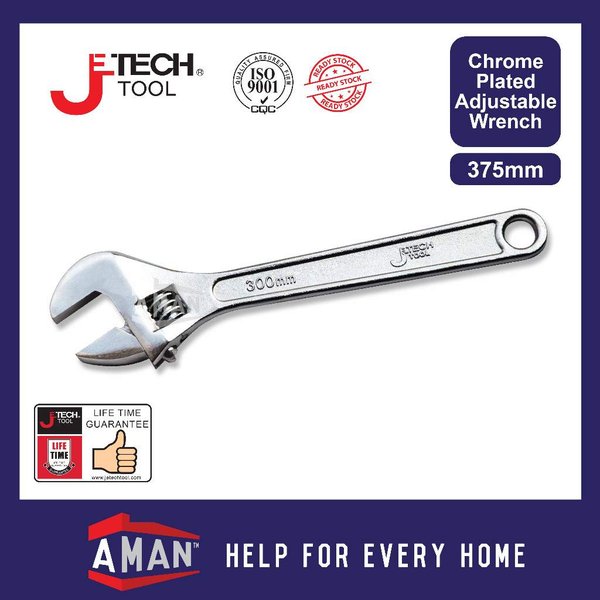 JETECH®
TOOL
QUALITY ASSURED FIRM
ISO
9001
CQC
READY STOCK
READY STOCK
READY STOCK
Chrome
Plated
Adjustable
Wrench
375mm
JETECH
TOOL
300mm
AMAN
JETECH
TOOL
LIFE TIME
GUARANTEE
LIFE
TIME
www.jetechtool.com
AMAN™
HELP FOR EVERY HOME